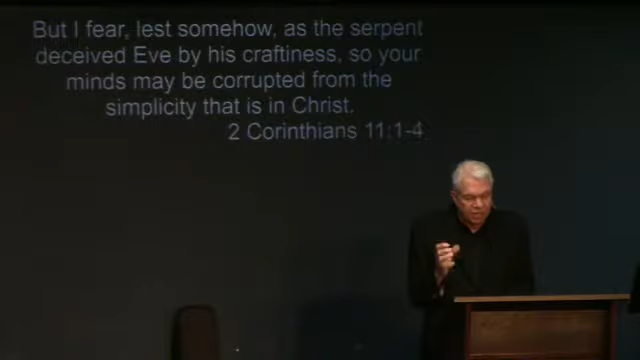 But I fear, lest somehow, as the serpent
deceived Eve by his craftiness, so your
minds may be corrupted from the
simplicity that is in Christ.
2 Corinthians 11:1-4